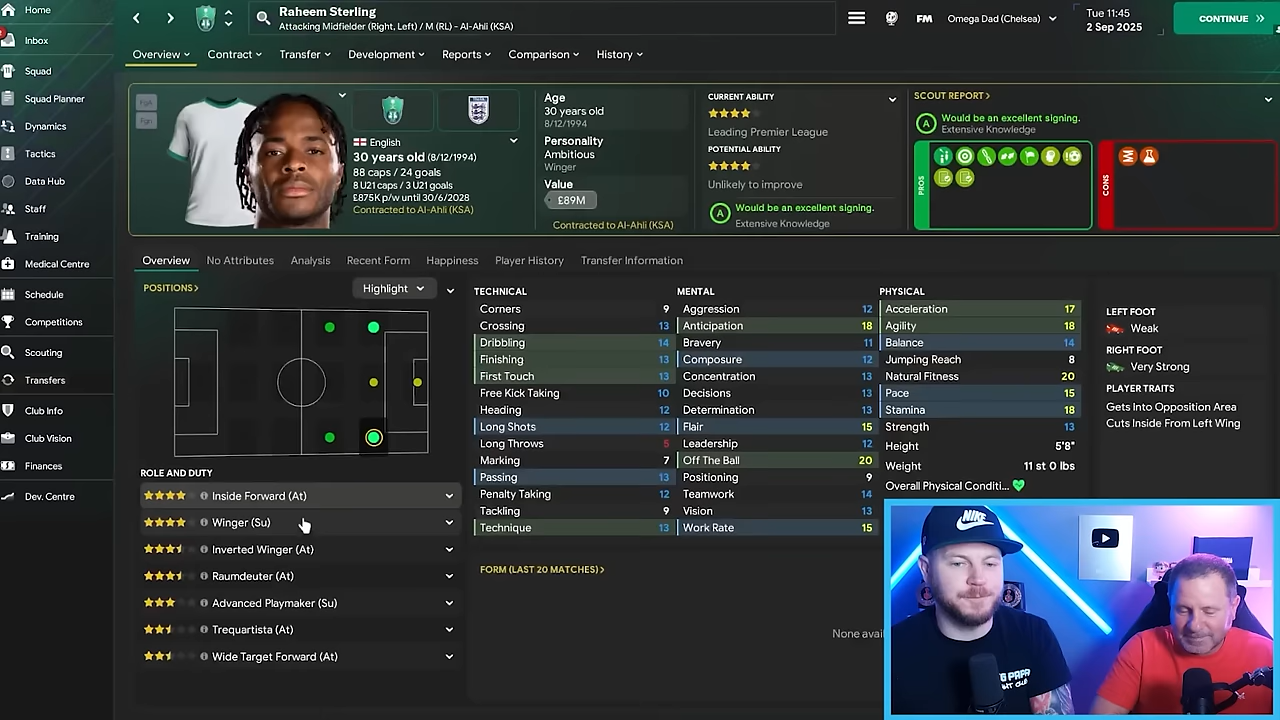 Home
Inbox
Squad
Squad Planner
Dynamics
Tactics
Data Hub
Staff
Training
Medical Centre
Schedule
Competitions
Scouting
Transfers
Club Info
Club Vision
Finances
Dev. Centre
Raheem Sterling
Attacking Midfielder (Right, Left) / M (RL) - Al-Ahli (KSA)
FM
Omega Dad (Chelsea)
Tue 11:45
2 Sep 2025
CONTINUE
Overview
Contract
Transfer
Development
Reports
Comparison
History
FgA
Fgn
English
30 years old (8/12/1994)
88 caps / 24 goals
8 U21 caps / 3 U21 goals
£875K p/w until 30/6/2028
Contracted to Al-Ahli (KSA)
Age
30 years old
8/12/1994
Personality
Ambitious
Winger
Value
£89M
Contracted to Al-Ahli (KSA)
CURRENT ABILITY
Leading Premier League
POTENTIAL ABILITY
Unlikely to improve
A Would be an excellent signing.
Extensive Knowledge
SCOUT REPORT >
A Would be an excellent signing.
Extensive Knowledge
PROS
CONS
Overview
No Attributes
Analysis
Recent Form
Happiness
Player History
Transfer Information
POSITIONS >
Highlight
ROLE AND DUTY
Inside Forward (At)
Winger (Su)
Inverted Winger (At)
Raumdeuter (At)
Advanced Playmaker (Su)
Trequartista (At)
Wide Target Forward (At)
TECHNICAL
Corners 9
Crossing 13
Dribbling 14
Finishing 13
First Touch 13
Free Kick Taking 10
Heading 12
Long Shots 12
Long Throws 5
Marking 7
Passing 13
Penalty Taking 12
Tackling 9
Technique 13
MENTAL
Aggression 12
Anticipation 18
Bravery 11
Composure 12
Concentration 13
Decisions 13
Determination 13
Flair 15
Leadership 12
Off The Ball 20
Positioning 9
Teamwork 14
Vision 13
Work Rate 15
PHYSICAL
Acceleration 17
Agility 18
Balance 14
Jumping Reach 8
Natural Fitness 20
Pace 15
Stamina 18
Strength 13
Height 5'8"
Weight 11 st 0 lbs
Overall Physical Conditi...
LEFT FOOT
Weak
RIGHT FOOT
Very Strong
PLAYER TRAITS
Gets Into Opposition Area
Cuts Inside From Left Wing
FORM (LAST 20 MATCHES) >
None avail
NIKE